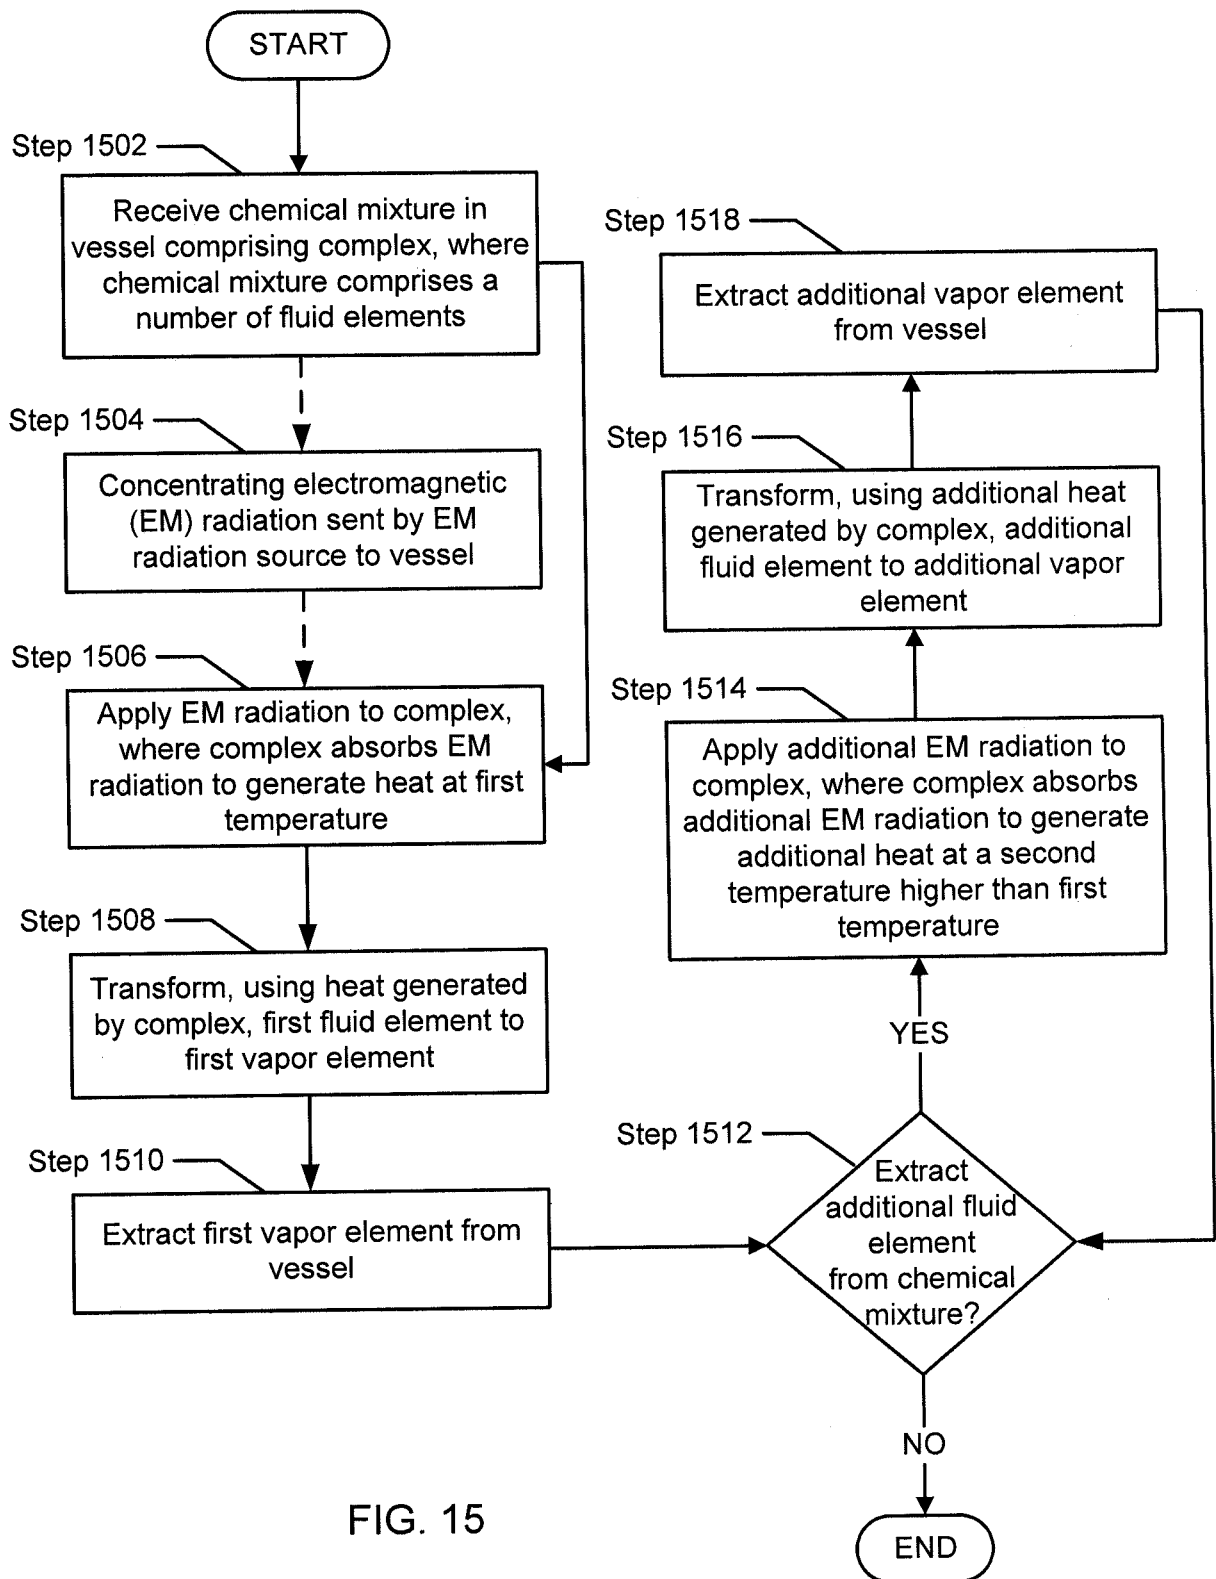 START
Step 1502
Receive chemical mixture in
vessel comprising complex, where
chemical mixture comprises a
number of fluid elements
Step 1504
Concentrating electromagnetic
(EM) radiation sent by EM
radiation source to vessel
Step 1506
Apply EM radiation to complex,
where complex absorbs EM
radiation to generate heat at first
temperature
Step 1508
Transform, using heat generated
by complex, first fluid element to
first vapor element
Step 1510
Extract first vapor element from
vessel
Step 1512
Extract
additional fluid
element
from chemical
mixture?
YES
Step 1514
Apply additional EM radiation to
complex, where complex absorbs
additional EM radiation to generate
additional heat at a second
temperature higher than first
temperature
Step 1516
Transform, using additional heat
generated by complex, additional
fluid element to additional vapor
element
Step 1518
Extract additional vapor element
from vessel
NO
END
FIG. 15